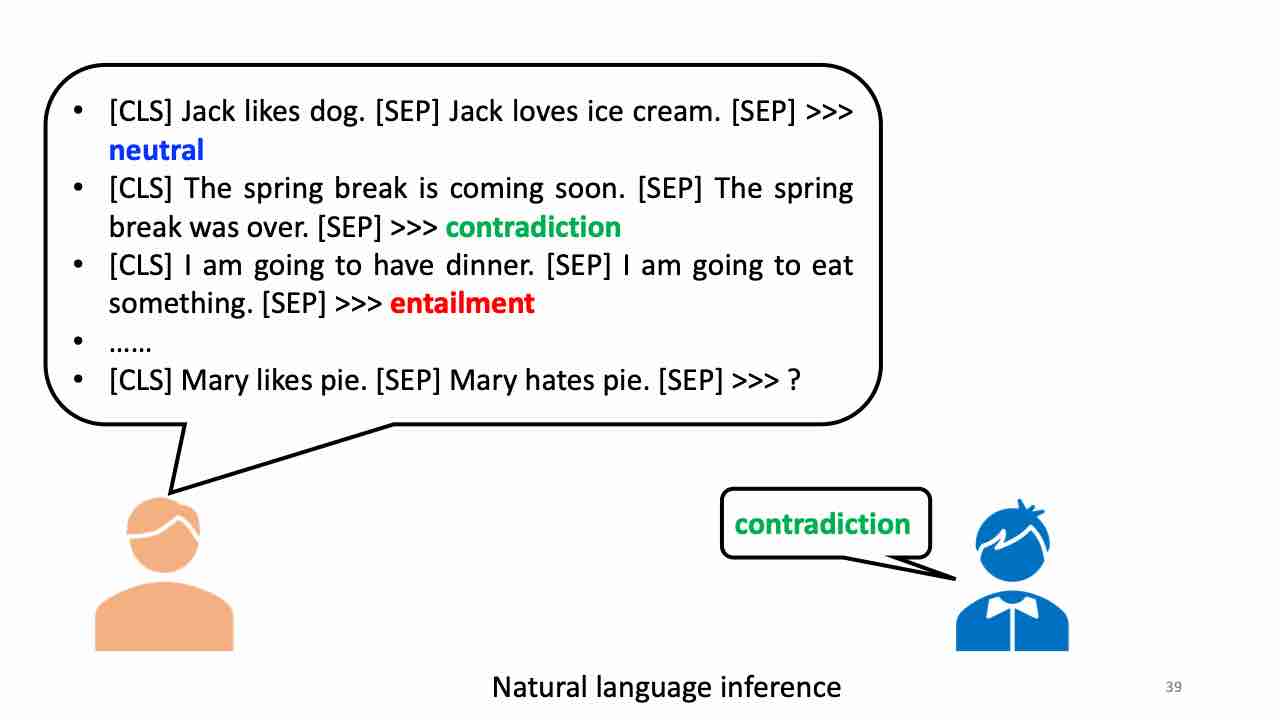 • [CLS] Jack likes dog. [SEP] Jack loves ice cream. [SEP] >>>
neutral
• [CLS] The spring break is coming soon. [SEP] The spring
break was over. [SEP] >>> contradiction
• [CLS] I am going to have dinner. [SEP] I am going to eat
something. [SEP] >>> entailment
• ......
• [CLS] Mary likes pie. [SEP] Mary hates pie. [SEP] >>> ?
contradiction
Natural language inference
39